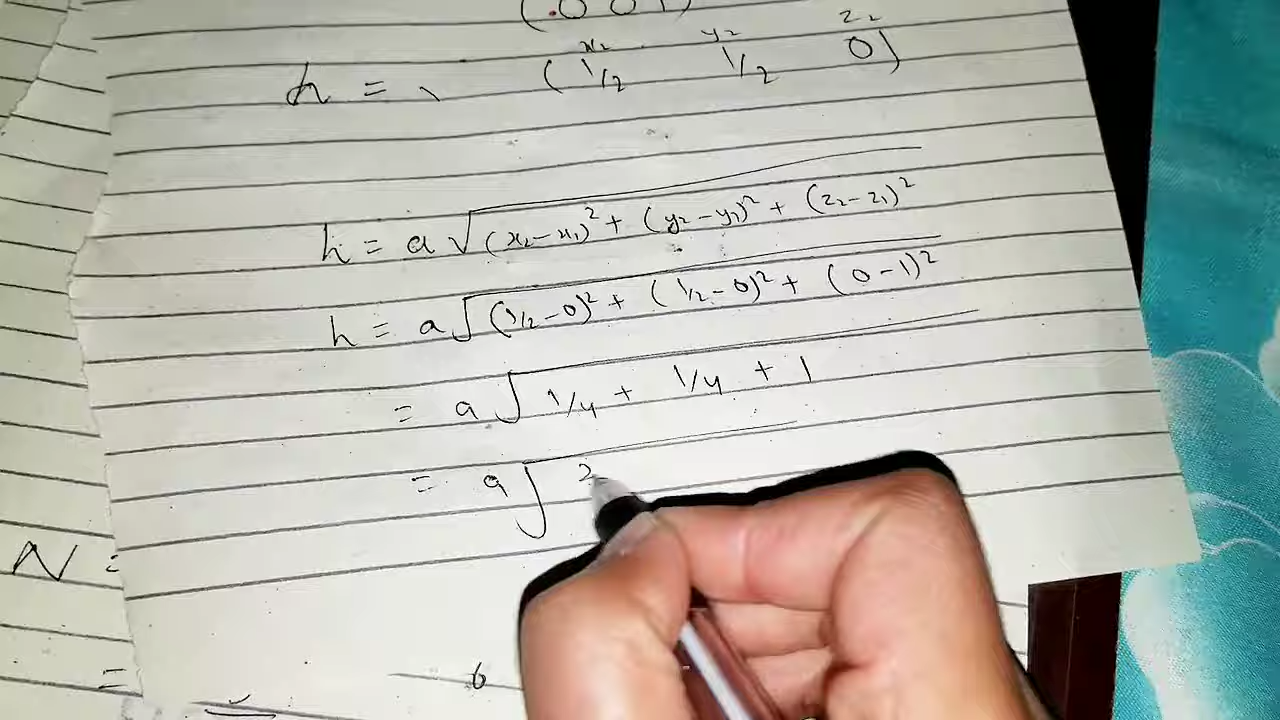 (0 0 1)
x₂ y₂ z₂
h = (1/2 1/2 0)
h = a √(x₂-x₁)² + (y₂-y₁)² + (z₂-z₁)²
h = a √(1/2-0)² + (1/2-0)² + (0-1)²
= a √1/4 + 1/4 + 1
= a √2
N =
=
6